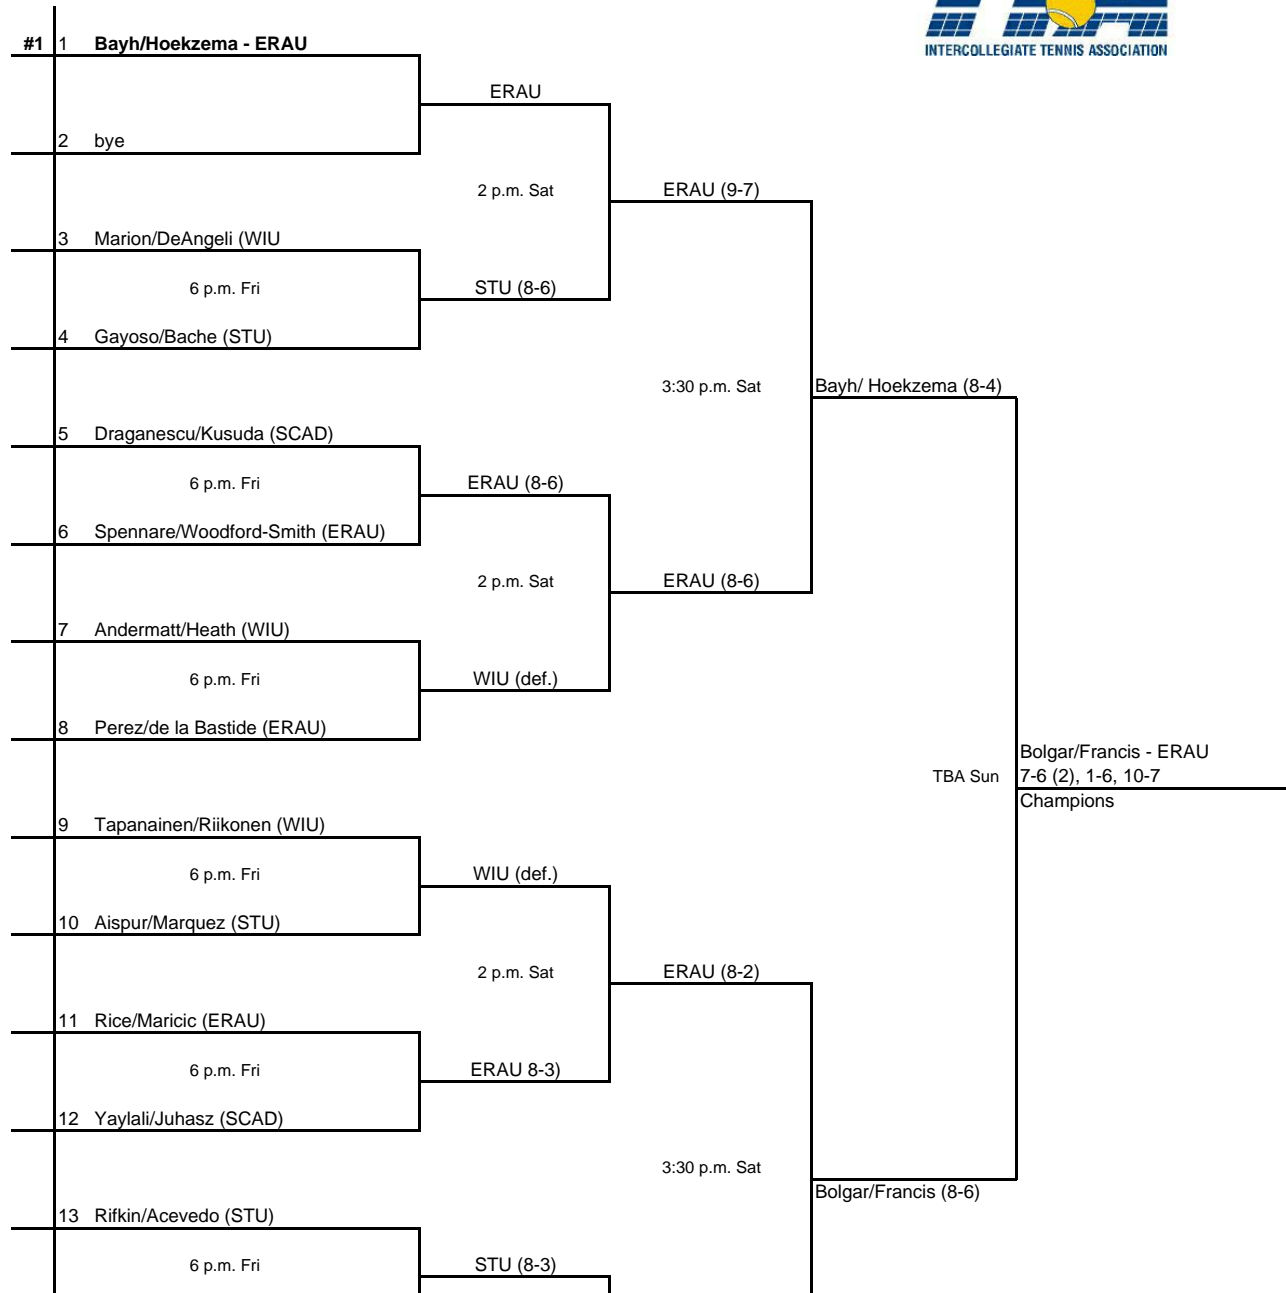 INTERCOLLEGIATE TENNIS ASSOCIATION
#1 1 Bayh/Hoekzema - ERAU
ERAU
2 bye
2 p.m. Sat
ERAU (9-7)
3 Marion/DeAngeli (WIU
6 p.m. Fri
STU (8-6)
4 Gayoso/Bache (STU)
3:30 p.m. Sat
Bayh/ Hoekzema (8-4)
5 Draganescu/Kusuda (SCAD)
6 p.m. Fri
ERAU (8-6)
6 Spennare/Woodford-Smith (ERAU)
2 p.m. Sat
ERAU (8-6)
7 Andermatt/Heath (WIU)
6 p.m. Fri
WIU (def.)
8 Perez/de la Bastide (ERAU)
Bolgar/Francis - ERAU
TBA Sun
7-6 (2), 1-6, 10-7
Champions
9 Tapanainen/Riikonen (WIU)
6 p.m. Fri
WIU (def.)
10 Aispur/Marquez (STU)
2 p.m. Sat
ERAU (8-2)
11 Rice/Maricic (ERAU)
6 p.m. Fri
ERAU 8-3)
12 Yaylali/Juhasz (SCAD)
3:30 p.m. Sat
Bolgar/Francis (8-6)
13 Rifkin/Acevedo (STU)
6 p.m. Fri
STU (8-3)